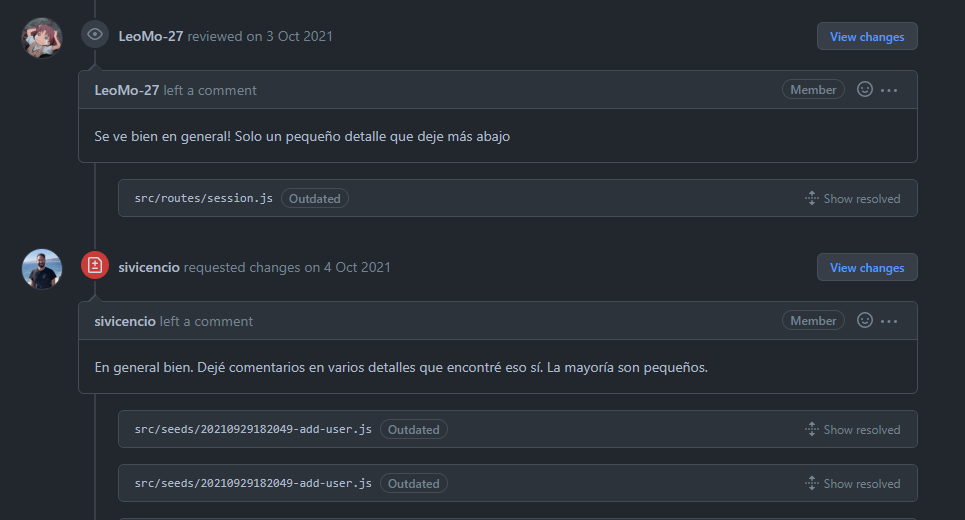 LeoMo-27 reviewed on 3 Oct 2021 View changes
LeoMo-27 left a comment Member
Se ve bien en general! Solo un pequeño detalle que deje más abajo
src/routes/session.js Outdated Show resolved
sivicencio requested changes on 4 Oct 2021 View changes
sivicencio left a comment Member
En general bien. Dejé comentarios en varios detalles que encontré eso sí. La mayoría son pequeños.
src/seeds/20210929182049-add-user.js Outdated Show resolved
src/seeds/20210929182049-add-user.js Outdated Show resolved